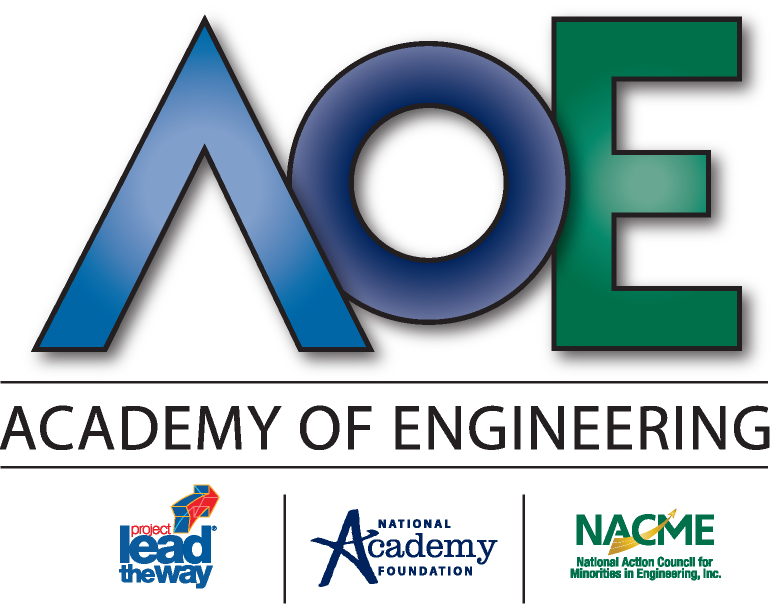 AOE
ACADEMY OF ENGINEERING
project
lead
the way
®
NATIONAL
Academy
FOUNDATION
NACME
National Action Council for
Minorities in Engineering, Inc.